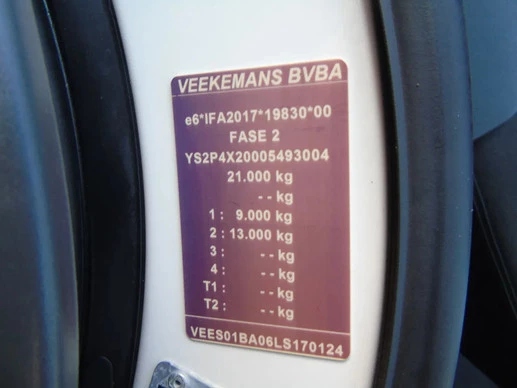 VEEKEMANS BVBA
e6*IFA2017*19830*00
FASE 2
YS2P4X20005493004
21.000 kg
- - kg
1 : 9.000 kg
2 : 13.000 kg
3 : - - kg
4 : - - kg
T1 : - - kg
T2 : - - kg
VEES01BA06LS170124